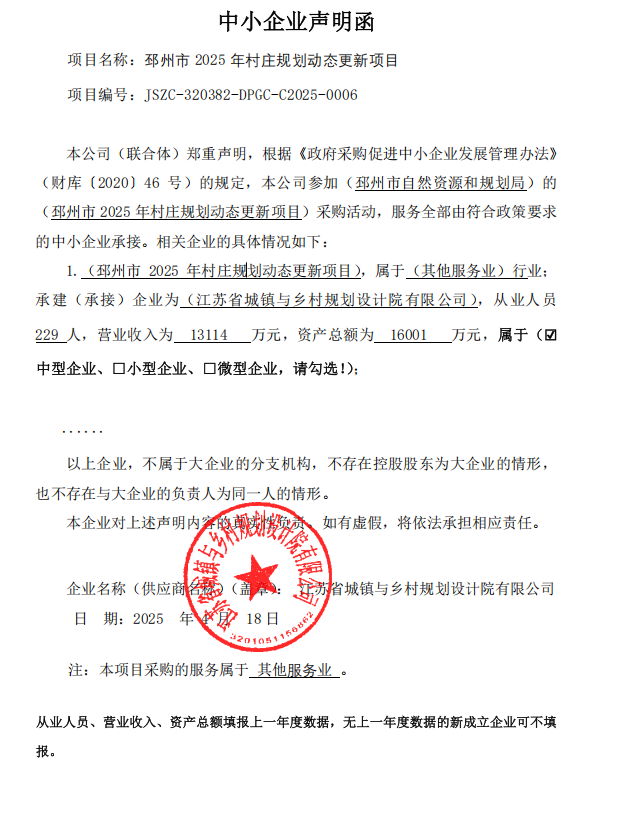 中小企业声明函
项目名称：邳州市 2025 年村庄规划动态更新项目
项目编号：JSZC-320382-DPGC-C2025-0006
本公司（联合体）郑重声明，根据《政府采购促进中小企业发展管理办法》
（财库〔2020〕46 号）的规定，本公司参加（邳州市自然资源和规划局）的
（邳州市 2025 年村庄规划动态更新项目）采购活动，服务全部由符合政策要求
的中小企业承接。相关企业的具体情况如下：
1.（邳州市 2025 年村庄规划动态更新项目），属于（其他服务业）行业；
承建（承接）企业为（江苏省城镇与乡村规划设计院有限公司），从业人员
229 人，营业收入为 13114 万元，资产总额为 16001 万元，属于（☑
中型企业、☐小型企业、☐微型企业，请勾选！）；
......
以上企业，不属于大企业的分支机构，不存在控股股东为大企业的情形，
也不存在与大企业的负责人为同一人的情形。
本企业对上述声明内容的真实性负责。如有虚假，将依法承担相应责任。
企业名称（供应商名称）（盖章）：江苏省城镇与乡村规划设计院有限公司
日 期：2025 年 4 月 18 日
江苏省城镇与乡村规划设计院有限公司
3201051156862
注：本项目采购的服务属于 其他服务业 。
从业人员、营业收入、资产总额填报上一年度数据，无上一年度数据的新成立企业可不填
报。